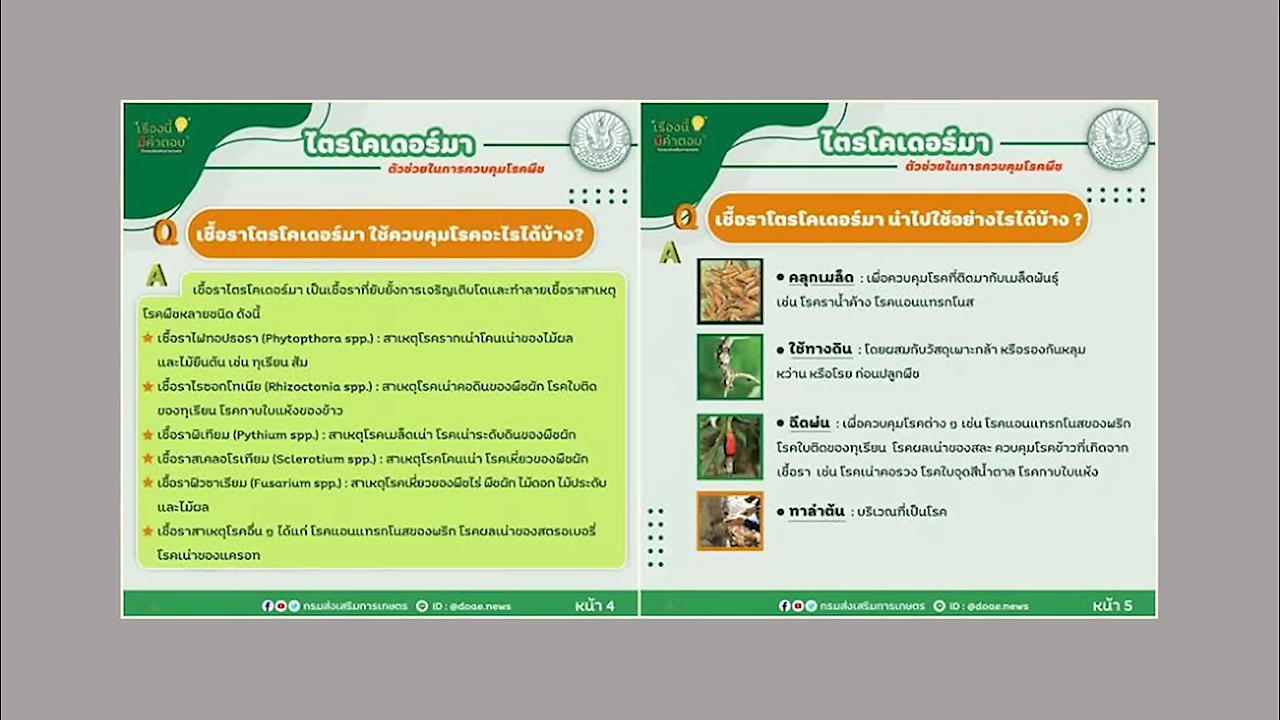 "เรื่องนี้
มีคำตอบ"
ไตรโคเดอร์มา
ตัวช่วยในการควบคุมโรคพืช
Q เชื้อราโตรโคเดอร์มา ใช้ควบคุมโรคอะไรได้บ้าง?
A
เชื้อราไตรโคเดอร์มา เป็นเชื้อราที่ยับยั้งการเจริญเติบโตและทำลายเชื้อราสาเหตุ
โรคพืชหลายชนิด ดังนี้
เชื้อราไฟทอปธอรา (Phytopthora spp.) : สาเหตุโรครากเน่าโคนเน่าของไม้ผล
และไม้ยืนต้น เช่น ทุเรียน ส้ม
เชื้อราไรซอกโทเนีย (Rhizoctonia spp.) : สาเหตุโรคเน่าคอดินของพืชผัก โรคใบติด
ของทุเรียน โรคกาบใบแห้งของข้าว
เชื้อราพิเทียม (Pythium spp.) : สาเหตุโรคเมล็ดเน่า โรคเน่าระดับดินของพืชผัก
เชื้อราสเคลอโรเทียม (Sclerotium spp.) : สาเหตุโรคโคนเน่า โรคเหี่ยวของพืชผัก
เชื้อราฟิวซาเรียม (Fusarium spp.) : สาเหตุโรคเหี่ยวของพืชไร่ พืชผัก ไม้ดอก ไม้ประดับ
และไม้ผล
เชื้อราสาเหตุโรคอื่น ๆ ได้แก่ โรคแอนแทรกโนสของพริก โรคผลเน่าของสตรอเบอรี่
โรคเน่าของแครอท
กรมส่งเสริมการเกษตร ID : @doae.news หน้า 4
"เรื่องนี้
มีคำตอบ"
ไตรโคเดอร์มา
ตัวช่วยในการควบคุมโรคพืช
Q เชื้อราโตรโคเดอร์มา นำไปใช้อย่างไรได้บ้าง ?
A
• คลุกเมล็ด : เพื่อควบคุมโรคที่ติดมากับเมล็ดพันธุ์
เช่น โรคราน้ำค้าง โรคแอนแทรกโนส
• ใช้ทางดิน : โดยผสมกับวัสดุเพาะกล้า หรือรองก้นหลุม
หว่าน หรือโรย ก่อนปลูกพืช
• ฉีดพ่น : เพื่อควบคุมโรคต่าง ๆ เช่น โรคแอนแทรกโนสของพริก
โรคใบติดของทุเรียน โรคผลเน่าของสละ ควบคุมโรคข้าวที่เกิดจาก
เชื้อรา เช่น โรคเน่าคอรวง โรคใบจุดสีน้ำตาล โรคกาบใบแห้ง
• ทาลำต้น : บริเวณที่เป็นโรค
กรมส่งเสริมการเกษตร ID : @doae.news หน้า 5